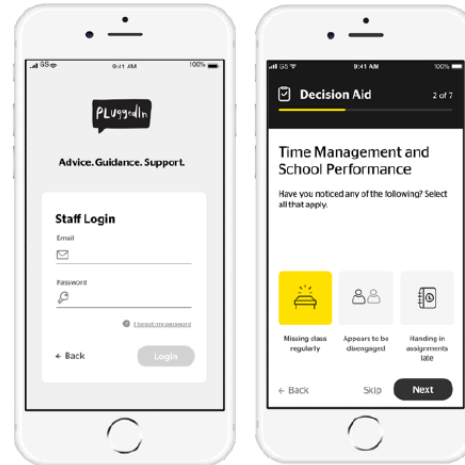 GS
9:41 AM
100%
PLuggedIn
Advice. Guidance. Support.
Staff Login
Email
Password
I forgot my password
← Back
Login
GS
9:41 AM
100%
Decision Aid
2 of 7
Time Management and
School Performance
Have you noticed any of the following? Select
all that apply.
Missing class
regularly
Appears to be
disengaged
Handing in
assignments
late
← Back
Skip
Next